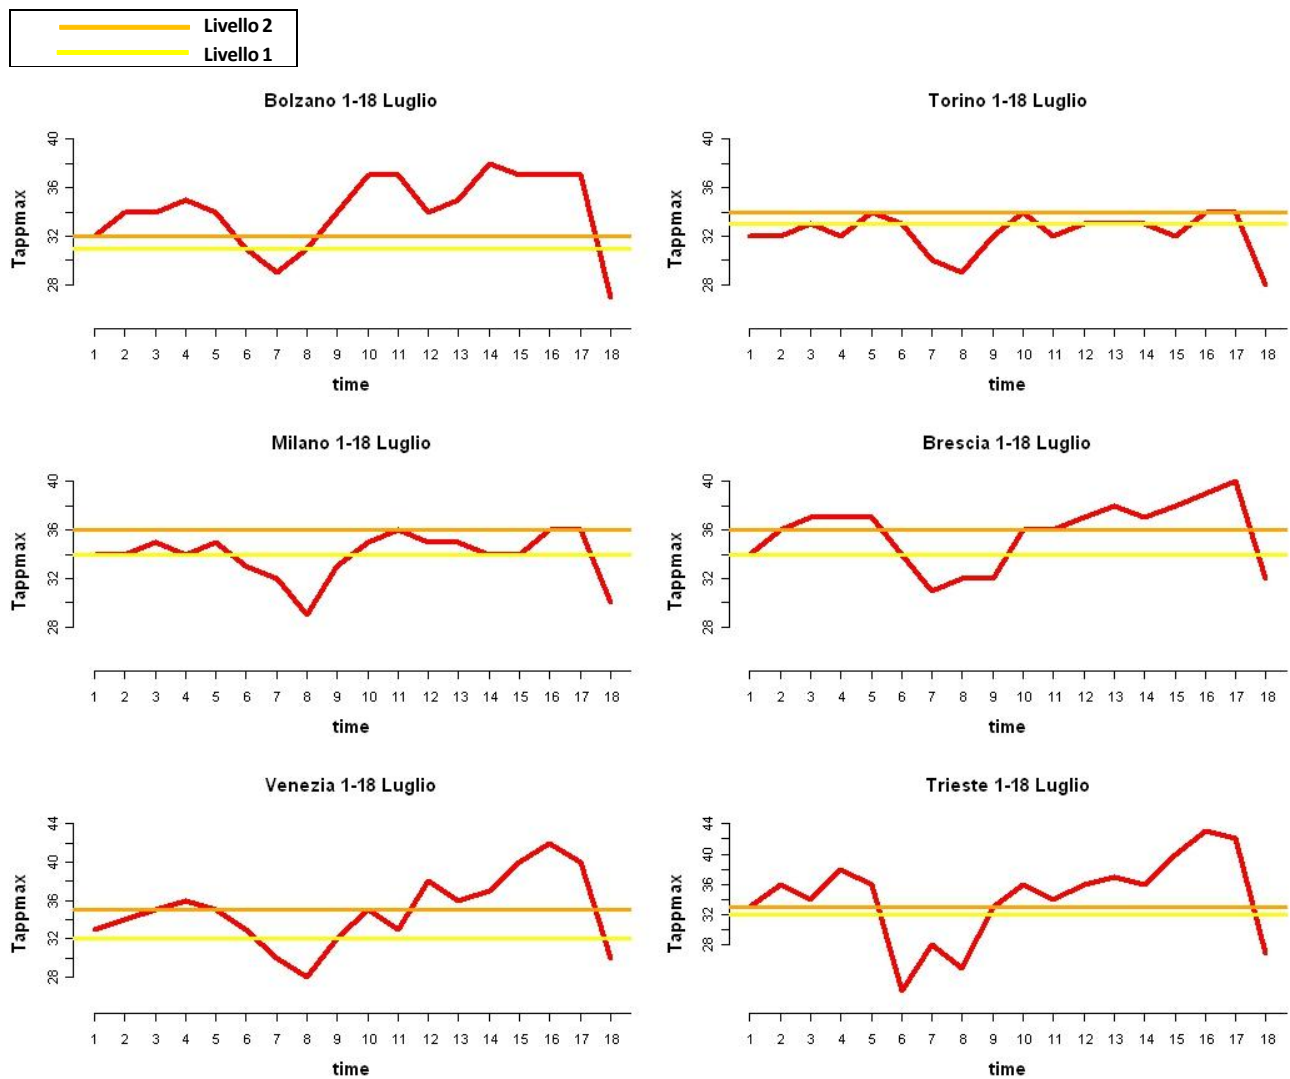 Livello 2
Livello 1
Bolzano 1-18 Luglio
Tappmax
40
36
32
28
1 2 3 4 5 6 7 8 9 10 11 12 13 14 15 16 17 18
time
Torino 1-18 Luglio
Tappmax
40
36
32
28
1 2 3 4 5 6 7 8 9 10 11 12 13 14 15 16 17 18
time
Milano 1-18 Luglio
Tappmax
40
36
32
28
1 2 3 4 5 6 7 8 9 10 11 12 13 14 15 16 17 18
time
Brescia 1-18 Luglio
Tappmax
40
36
32
28
1 2 3 4 5 6 7 8 9 10 11 12 13 14 15 16 17 18
time
Venezia 1-18 Luglio
Tappmax
44
40
36
32
28
1 2 3 4 5 6 7 8 9 10 11 12 13 14 15 16 17 18
time
Trieste 1-18 Luglio
Tappmax
44
40
36
32
28
1 2 3 4 5 6 7 8 9 10 11 12 13 14 15 16 17 18
time